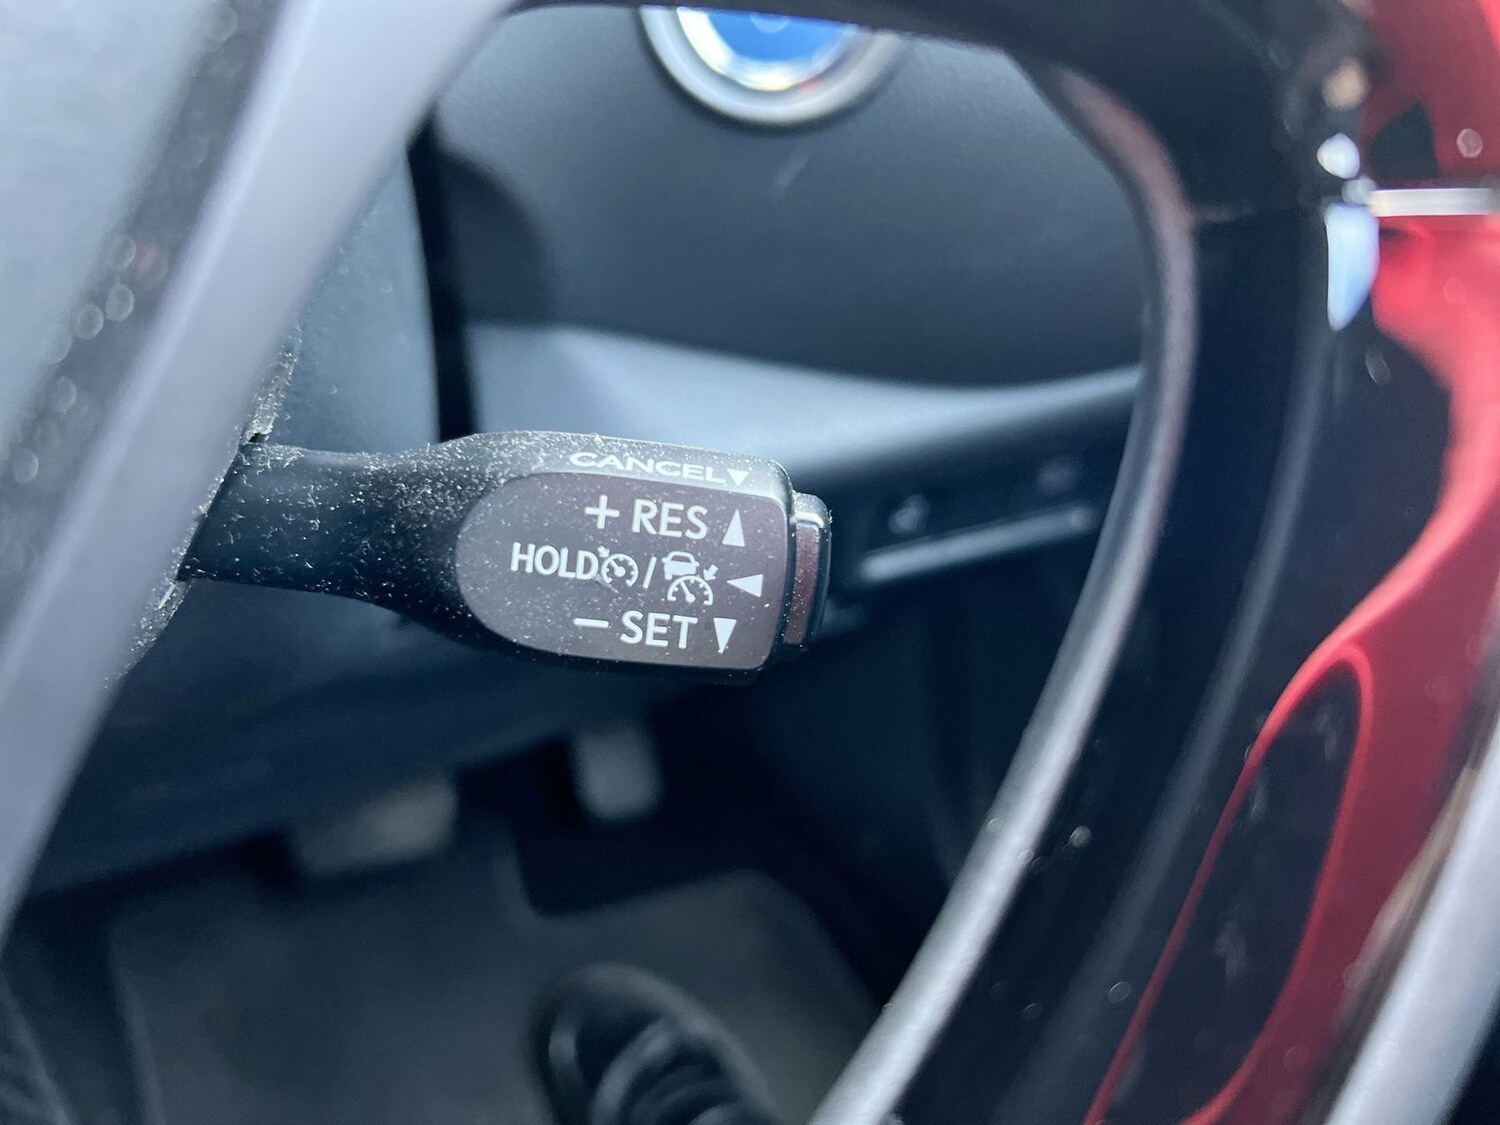 CANCEL▼
+ RES ▲
HOLD / ◀
− SET ▼